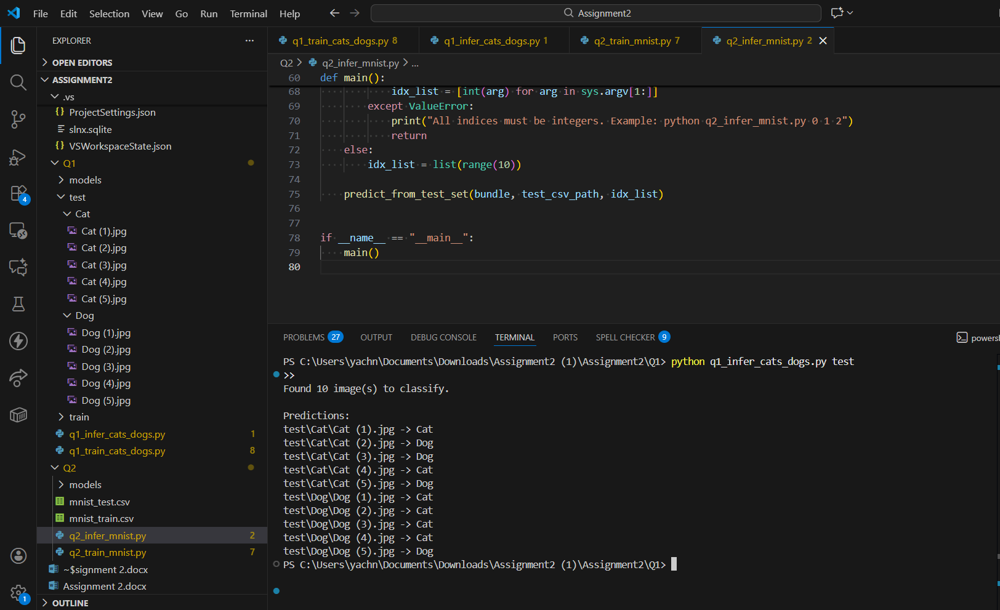 File Edit Selection View Go Run Terminal Help
Assignment2
EXPLORER
OPEN EDITORS
ASSIGNMENT2
.vs
ProjectSettings.json
slnx.sqlite
VSWorkspaceState.json
Q1
models
test
Cat
Cat (1).jpg
Cat (2).jpg
Cat (3).jpg
Cat (4).jpg
Cat (5).jpg
Dog
Dog (1).jpg
Dog (2).jpg
Dog (3).jpg
Dog (4).jpg
Dog (5).jpg
train
q1_infer_cats_dogs.py 1
q1_train_cats_dogs.py 8
Q2
models
mnist_test.csv
mnist_train.csv
q2_infer_mnist.py 2
q2_train_mnist.py 7
~$signment 2.docx
Assignment 2.docx
OUTLINE
4
1
q1_train_cats_dogs.py 8 q1_infer_cats_dogs.py 1 q2_train_mnist.py 7 q2_infer_mnist.py 2
Q2 > q2_infer_mnist.py > ...
60 def main():
68 idx_list = [int(arg) for arg in sys.argv[1:]]
69 except ValueError:
70 print("All indices must be integers. Example: python q2_infer_mnist.py 0 1 2")
71 return
72 else:
73 idx_list = list(range(10))
74
75 predict_from_test_set(bundle, test_csv_path, idx_list)
76
77
78 if __name__ == "__main__":
79 main()
80
PROBLEMS 27 OUTPUT DEBUG CONSOLE TERMINAL PORTS SPELL CHECKER 9 powersh
PS C:\Users\yachn\Documents\Downloads\Assignment2 (1)\Assignment2\Q1> python q1_infer_cats_dogs.py test
>>
Found 10 image(s) to classify.
Predictions:
test\Cat\Cat (1).jpg -> Cat
test\Cat\Cat (2).jpg -> Dog
test\Cat\Cat (3).jpg -> Dog
test\Cat\Cat (4).jpg -> Cat
test\Cat\Cat (5).jpg -> Dog
test\Dog\Dog (1).jpg -> Cat
test\Dog\Dog (2).jpg -> Cat
test\Dog\Dog (3).jpg -> Cat
test\Dog\Dog (4).jpg -> Cat
test\Dog\Dog (5).jpg -> Dog
PS C:\Users\yachn\Documents\Downloads\Assignment2 (1)\Assignment2\Q1>